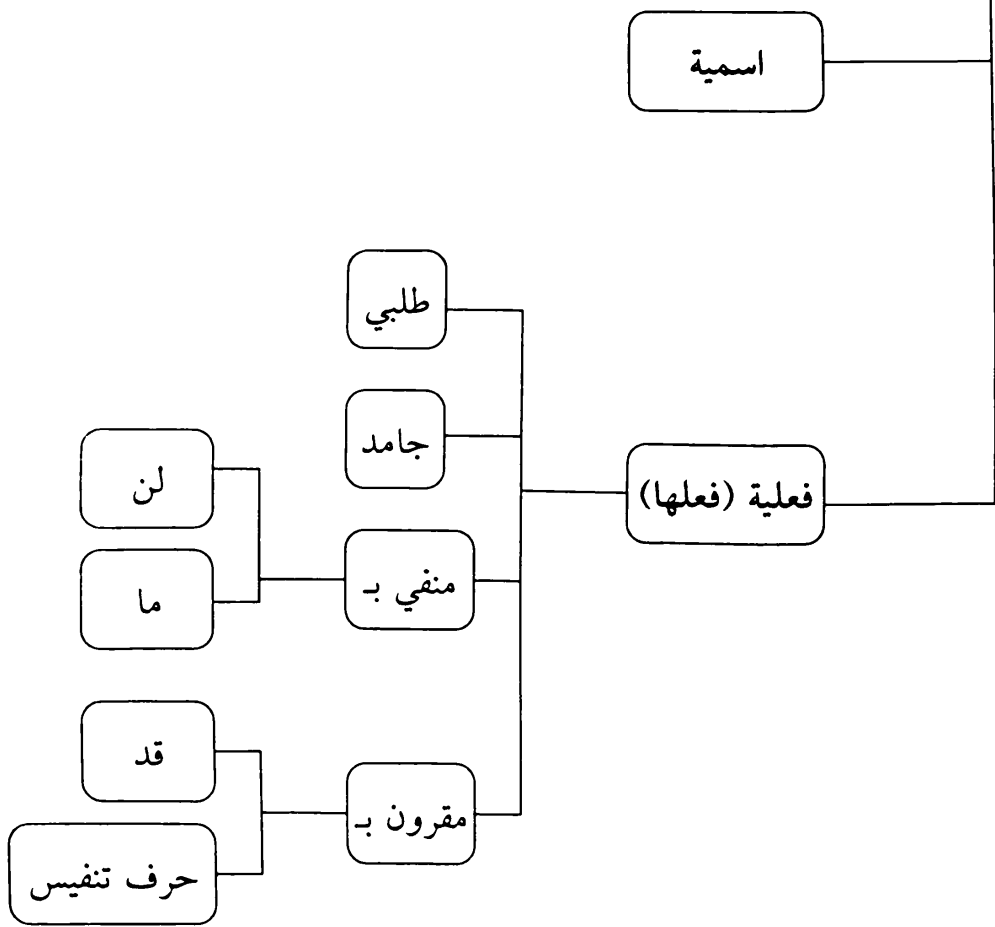 اسمية
فعلية (فعلها)
طلبي
جامد
منفي بـ
لن
ما
مقرون بـ
قد
حرف تنفيس